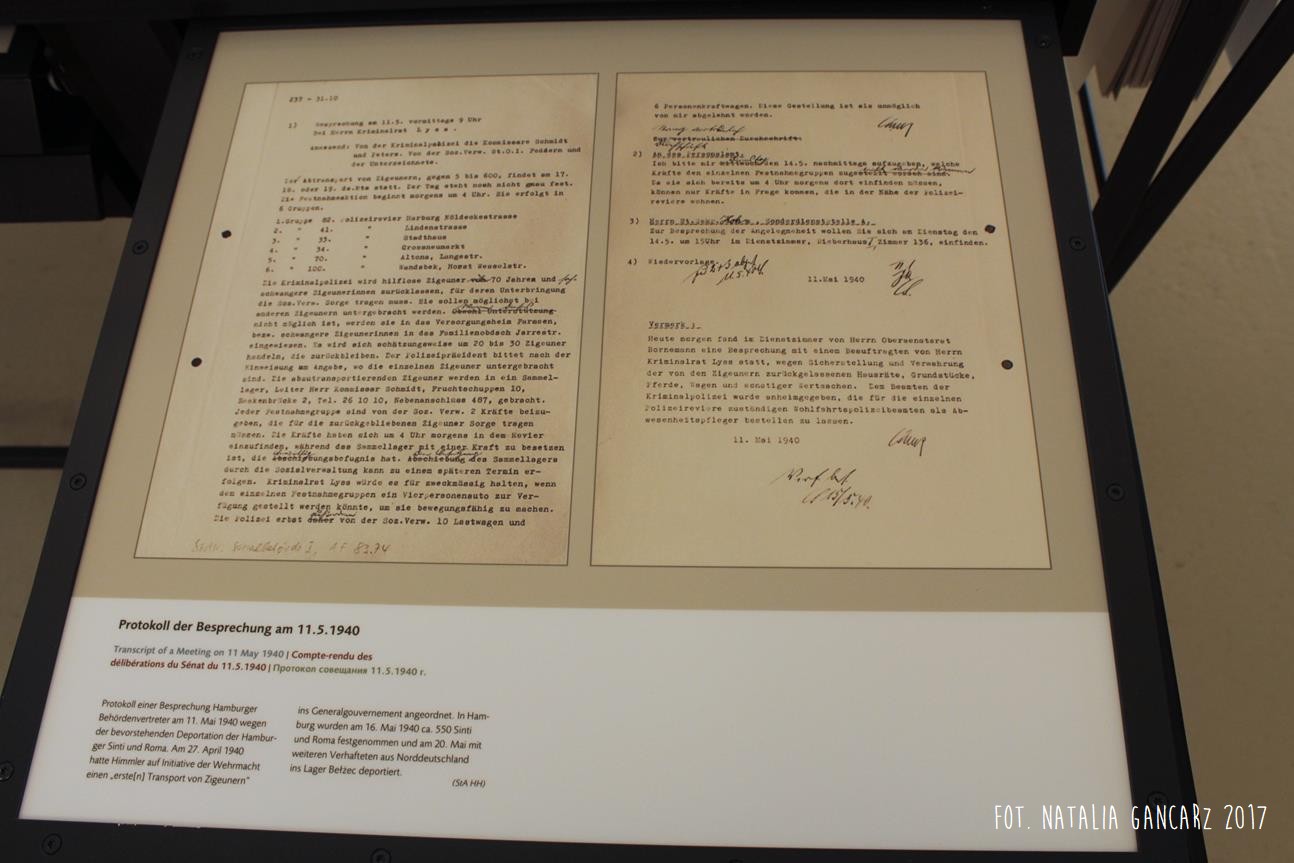 237 - 31.10
1) Besprechung am 11.5. vormittags 9 Uhr
bei Herrn Kriminalrat Lyss.
Anwesend: Von der Kriminalpolizei die Kommissare Schmidt
und Peters. Von der Soz.Verw. St.O.I. Peddern und
der Unterzeichnete.
Der Abtransport von Zigeunern, gegen 5 bis 600, findet am 17.
18. oder 19. ds.Mts statt. Der Tag steht noch nicht genau fest.
Die Festnahmeaktion beginnt morgens um 4 Uhr. Sie erfolgt in
6 Gruppen.
1.Gruppe 82. Polizeirevier Harburg Nöldeckestrasse
2. " 41. " Lindenstrasse
3. " 33. " Stadthaus
4. " 34. " Grossneumarkt
5. " 70. " Altona, Langestr.
6. " 100. " Wandsbek, Horst Wesselstr.
Die Kriminalpolizei wird hilflose Zigeuner 70 Jahren und
schwangere Zigeunerinnen zurücklassen, für deren Unterbringung
die Soz.Verw. Sorge tragen muss. Sie sollen möglichst bei
anderen Zigeunern untergebracht werden. Obwohl Unterstützung
nicht möglich ist, werden sie in das Versorgungsheim Farmsen,
bezw. schwangere Zigeunerinnen in das Familienobdach Jarrestr.
eingewiesen. Es wird sich schätzungsweise um 20 bis 30 Zigeuner
handeln, die zurückbleiben. Der Polizeipräsident bittet nach der
Einweisung um Angabe, wo die einzelnen Zigeuner untergebracht
sind. Die abzutransportierenden Zigeuner werden in ein Sammel-
lager, Leiter Herr Kommissar Schmidt, Fruchtschuppen 10,
Beekenbrücke 2, Tel. 26 10 10, Nebenanschluss 487, gebracht.
Jeder Festnahmegruppe sind von der Soz. Verw. 2 Kräfte beizu-
geben, die für die zurückgebliebenen Zigeuner Sorge tragen
müssen. Die Kräfte haben sich um 4 Uhr morgens in dem Revier
einzufinden, während das Sammellager mit einer Kraft zu besetzen
ist, die befugnis hat. Abschiebung des Sammellagers
durch die Sozialverwaltung kann zu einem späteren Termin er-
folgen. Kriminalrat Lyss würde es für zweckmässig halten, wenn
den einzelnen Festnahmegruppen ein Vierpersonenauto zur Ver-
fügung gestellt werden könnte, um sie bewegungsfähig zu machen.
Die Polizei erbat daher von der Soz.Verw. 10 Lastwagen und
6 Personenkraftwagen. Diese Gestellung ist als unmöglich
von mir abgelehnt worden.
Zur vertraulichen Durchschrift
2) An das Personalamt.
Ich bitte mir mittwoch den 14.5. nachmittags aufzugeben, welche
Kräfte den einzelnen Festnahmegruppen zugestellt worden sind.
Da sie sich bereits um 4 Uhr morgens dort einfinden müssen,
können nur Kräfte in Frage kommen, die in der Nähe der Polizei-
reviere wohnen.
3) Herrn , Sonderdienststelle A.
Zur Besprechung der Angelegenheit wollen Sie sich am Dienstag den
14.5. um 15Uhr im Dienstzimmer, Bieberhaus, Zimmer 136, einfinden.
4) Wiedervorlage
11.Mai 1940
Vermerk.
Heute morgen fand im Dienstzimmer von Herrn Obersenatsrat
Bornemann eine Besprechung mit einem Beauftragten von Herrn
Kriminalrat Lyss statt, wegen Sicherstellung und Verwahrung
der von den Zigeunern zurückgelassenen Hausräte, Grundstücke,
Pferde, Wagen und sonstiger Wertsachen. Dem Beamten der
Kriminalpolizei wurde anheimgegeben, die für die einzelnen
Polizeireviere zuständigen Wohlfahrtspolizeibeamten als Ab-
wesenheitspfleger bestellen zu lassen.
11. Mai 1940
Protokoll der Besprechung am 11.5.1940
Transcript of a Meeting on 11 May 1940 | Compte-rendu des
délibérations du Sénat du 11.5.1940 | Протокол совещания 11.5.1940 г.
Protokoll einer Besprechung Hamburger
Behördenvertreter am 11. Mai 1940 wegen
der bevorstehenden Deportation der Hambur-
ger Sinti und Roma. Am 27. April 1940
hatte Himmler auf Initiative der Wehrmacht
einen „erste[n] Transport von Zigeunern“
ins Generalgouvernement angeordnet. In Ham-
burg wurden am 16. Mai 1940 ca. 550 Sinti
und Roma festgenommen und am 20. Mai mit
weiteren Verhafteten aus Norddeutschland
ins Lager Bełżec deportiert.
(StA HH)
FOT. NATALIA GANCARZ 2017